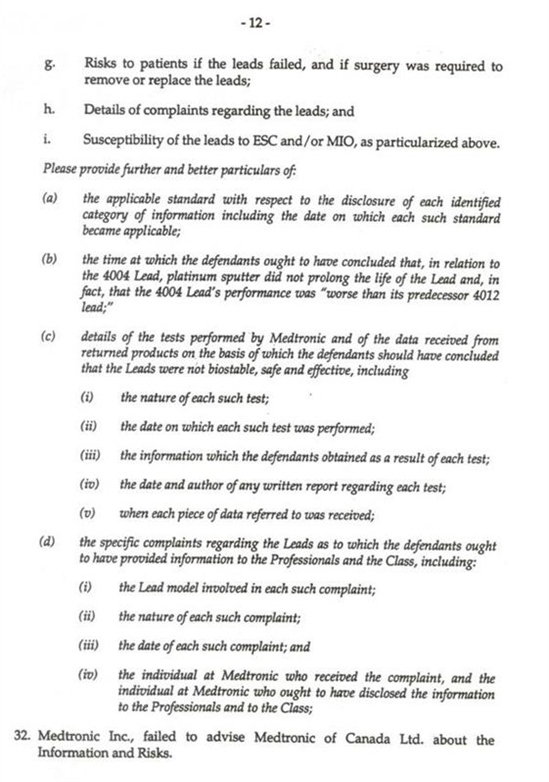 - 12 -
g. Risks to patients if the leads failed, and if surgery was required to
remove or replace the leads;
h. Details of complaints regarding the leads; and
i. Susceptibility of the leads to ESC and/or MIO, as particularized above.
Please provide further and better particulars of:
(a) the applicable standard with respect to the disclosure of each identified
category of information including the date on which each such standard
became applicable;
(b) the time at which the defendants ought to have concluded that, in relation to
the 4004 Lead, platinum sputter did not prolong the life of the Lead and, in
fact, that the 4004 Lead's performance was "worse than its predecessor 4012
lead;"
(c) details of the tests performed by Medtronic and of the data received from
returned products on the basis of which the defendants should have concluded
that the Leads were not biostable, safe and effective, including
(i) the nature of each such test;
(ii) the date on which each such test was performed;
(iii) the information which the defendants obtained as a result of each test;
(iv) the date and author of any written report regarding each test;
(v) when each piece of data referred to was received;
(d) the specific complaints regarding the Leads as to which the defendants ought
to have provided information to the Professionals and the Class, including:
(i) the Lead model involved in each such complaint;
(ii) the nature of each such complaint;
(iii) the date of each such complaint; and
(iv) the individual at Medtronic who received the complaint, and the
individual at Medtronic who ought to have disclosed the information
to the Professionals and to the Class;
32. Medtronic Inc., failed to advise Medtronic of Canada Ltd. about the
Information and Risks.